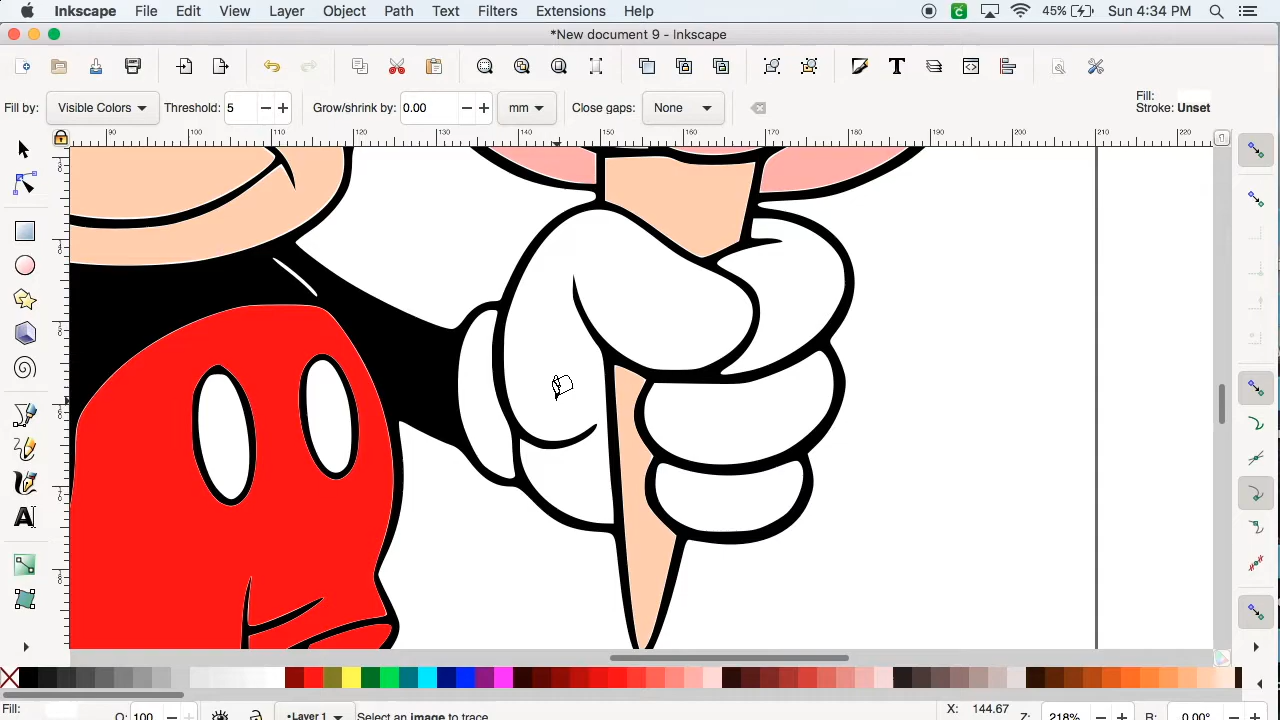 Inkscape File Edit View Layer Object Path Text Filters Extensions Help 45% Sun 4:34 PM
*New document 9 - Inkscape
Fill by: Visible Colors Threshold: 5 Grow/shrink by: 0.00 mm Close gaps: None
Fill:
Stroke: Unset
90 100 110 120 130 140 150 160 170 180 190 200 210 220
Fill:
O: 100 •Layer 1 Select an image to trace. X: 144.67 Z: 218% R: 0.00°